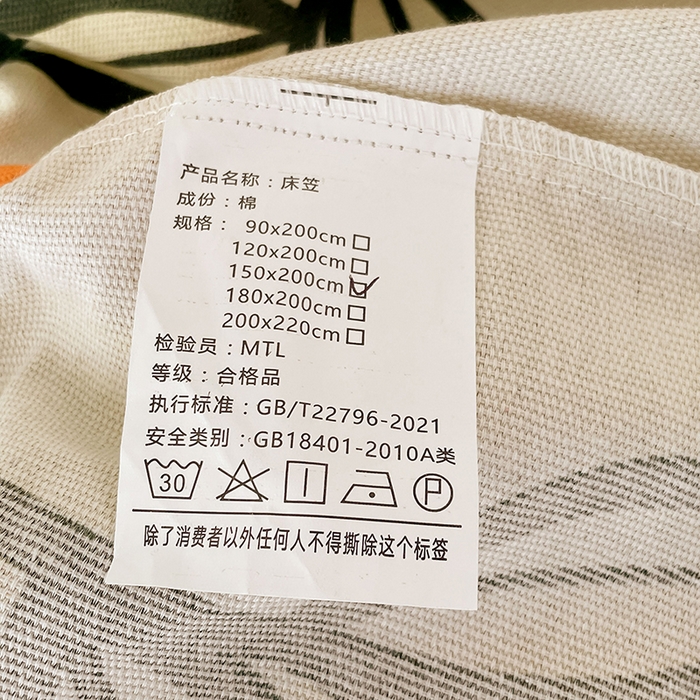 产品名称：床笠
成份：棉
规格： 90x200cm □
120x200cm □
150x200cm ☑
180x200cm □
200x220cm □
检验员：MTL
等级：合格品
执行标准：GB/T22796-2021
安全类别：GB18401-2010A类
30 P
除了消费者以外任何人不得撕除这个标签